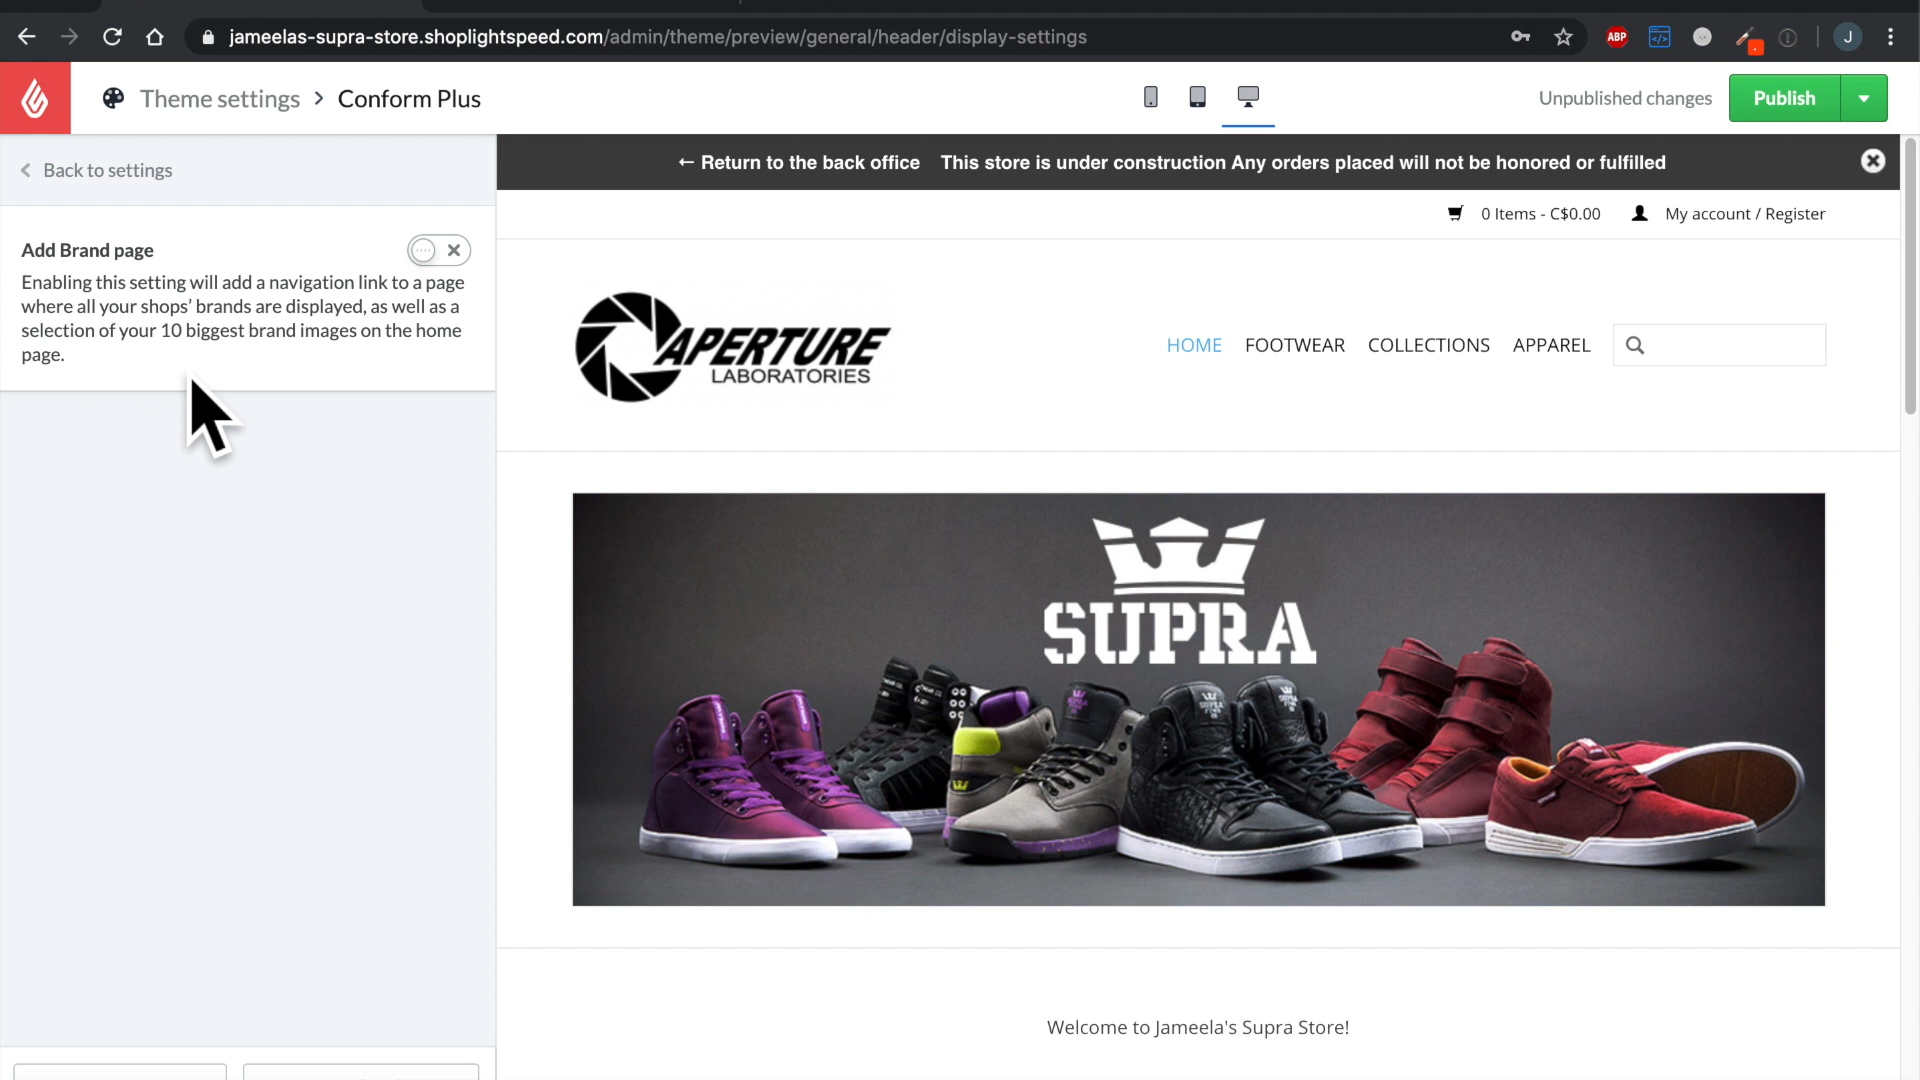 jameelas-supra-store.shoplightspeed.com/admin/theme/preview/general/header/display-settings
ABP
J
Theme settings > Conform Plus
Unpublished changes
Publish
Back to settings
← Return to the back office This store is under construction Any orders placed will not be honored or fulfilled
0 Items - C$0.00
My account / Register
Add Brand page
Enabling this setting will add a navigation link to a page
where all your shops’ brands are displayed, as well as a
selection of your 10 biggest brand images on the home
page.
APERTURE
LABORATORIES
HOME FOOTWEAR COLLECTIONS APPAREL
SUPRA
SUPRA
Welcome to Jameela's Supra Store!